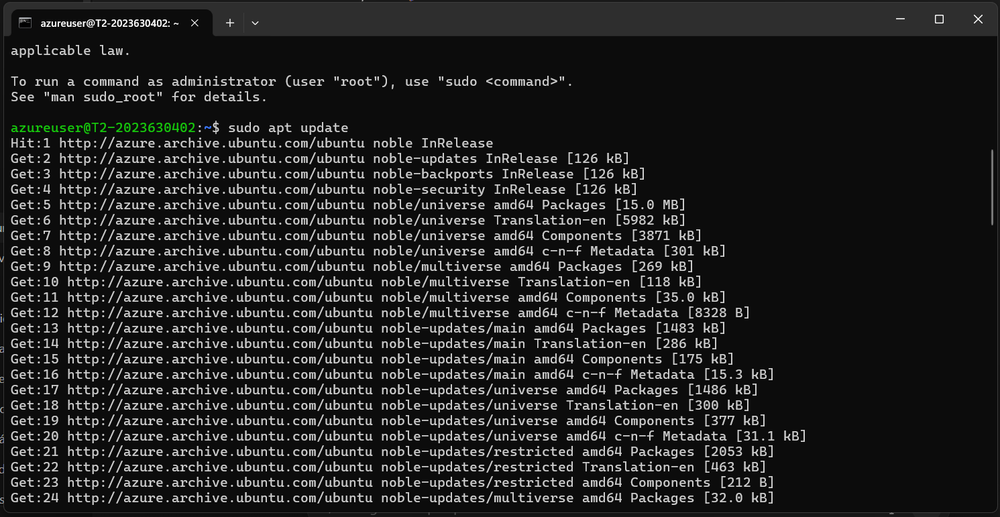 azureuser@T2-2023630402: ~
applicable law.
To run a command as administrator (user "root"), use "sudo <command>".
See "man sudo_root" for details.
azureuser@T2-2023630402:~$ sudo apt update
Hit:1 http://azure.archive.ubuntu.com/ubuntu noble InRelease
Get:2 http://azure.archive.ubuntu.com/ubuntu noble-updates InRelease [126 kB]
Get:3 http://azure.archive.ubuntu.com/ubuntu noble-backports InRelease [126 kB]
Get:4 http://azure.archive.ubuntu.com/ubuntu noble-security InRelease [126 kB]
Get:5 http://azure.archive.ubuntu.com/ubuntu noble/universe amd64 Packages [15.0 MB]
Get:6 http://azure.archive.ubuntu.com/ubuntu noble/universe Translation-en [5982 kB]
Get:7 http://azure.archive.ubuntu.com/ubuntu noble/universe amd64 Components [3871 kB]
Get:8 http://azure.archive.ubuntu.com/ubuntu noble/universe amd64 c-n-f Metadata [301 kB]
Get:9 http://azure.archive.ubuntu.com/ubuntu noble/multiverse amd64 Packages [269 kB]
Get:10 http://azure.archive.ubuntu.com/ubuntu noble/multiverse Translation-en [118 kB]
Get:11 http://azure.archive.ubuntu.com/ubuntu noble/multiverse amd64 Components [35.0 kB]
Get:12 http://azure.archive.ubuntu.com/ubuntu noble/multiverse amd64 c-n-f Metadata [8328 B]
Get:13 http://azure.archive.ubuntu.com/ubuntu noble-updates/main amd64 Packages [1483 kB]
Get:14 http://azure.archive.ubuntu.com/ubuntu noble-updates/main Translation-en [286 kB]
Get:15 http://azure.archive.ubuntu.com/ubuntu noble-updates/main amd64 Components [175 kB]
Get:16 http://azure.archive.ubuntu.com/ubuntu noble-updates/main amd64 c-n-f Metadata [15.3 kB]
Get:17 http://azure.archive.ubuntu.com/ubuntu noble-updates/universe amd64 Packages [1486 kB]
Get:18 http://azure.archive.ubuntu.com/ubuntu noble-updates/universe Translation-en [300 kB]
Get:19 http://azure.archive.ubuntu.com/ubuntu noble-updates/universe amd64 Components [377 kB]
Get:20 http://azure.archive.ubuntu.com/ubuntu noble-updates/universe amd64 c-n-f Metadata [31.1 kB]
Get:21 http://azure.archive.ubuntu.com/ubuntu noble-updates/restricted amd64 Packages [2053 kB]
Get:22 http://azure.archive.ubuntu.com/ubuntu noble-updates/restricted Translation-en [463 kB]
Get:23 http://azure.archive.ubuntu.com/ubuntu noble-updates/restricted amd64 Components [212 B]
Get:24 http://azure.archive.ubuntu.com/ubuntu noble-updates/multiverse amd64 Packages [32.0 kB]